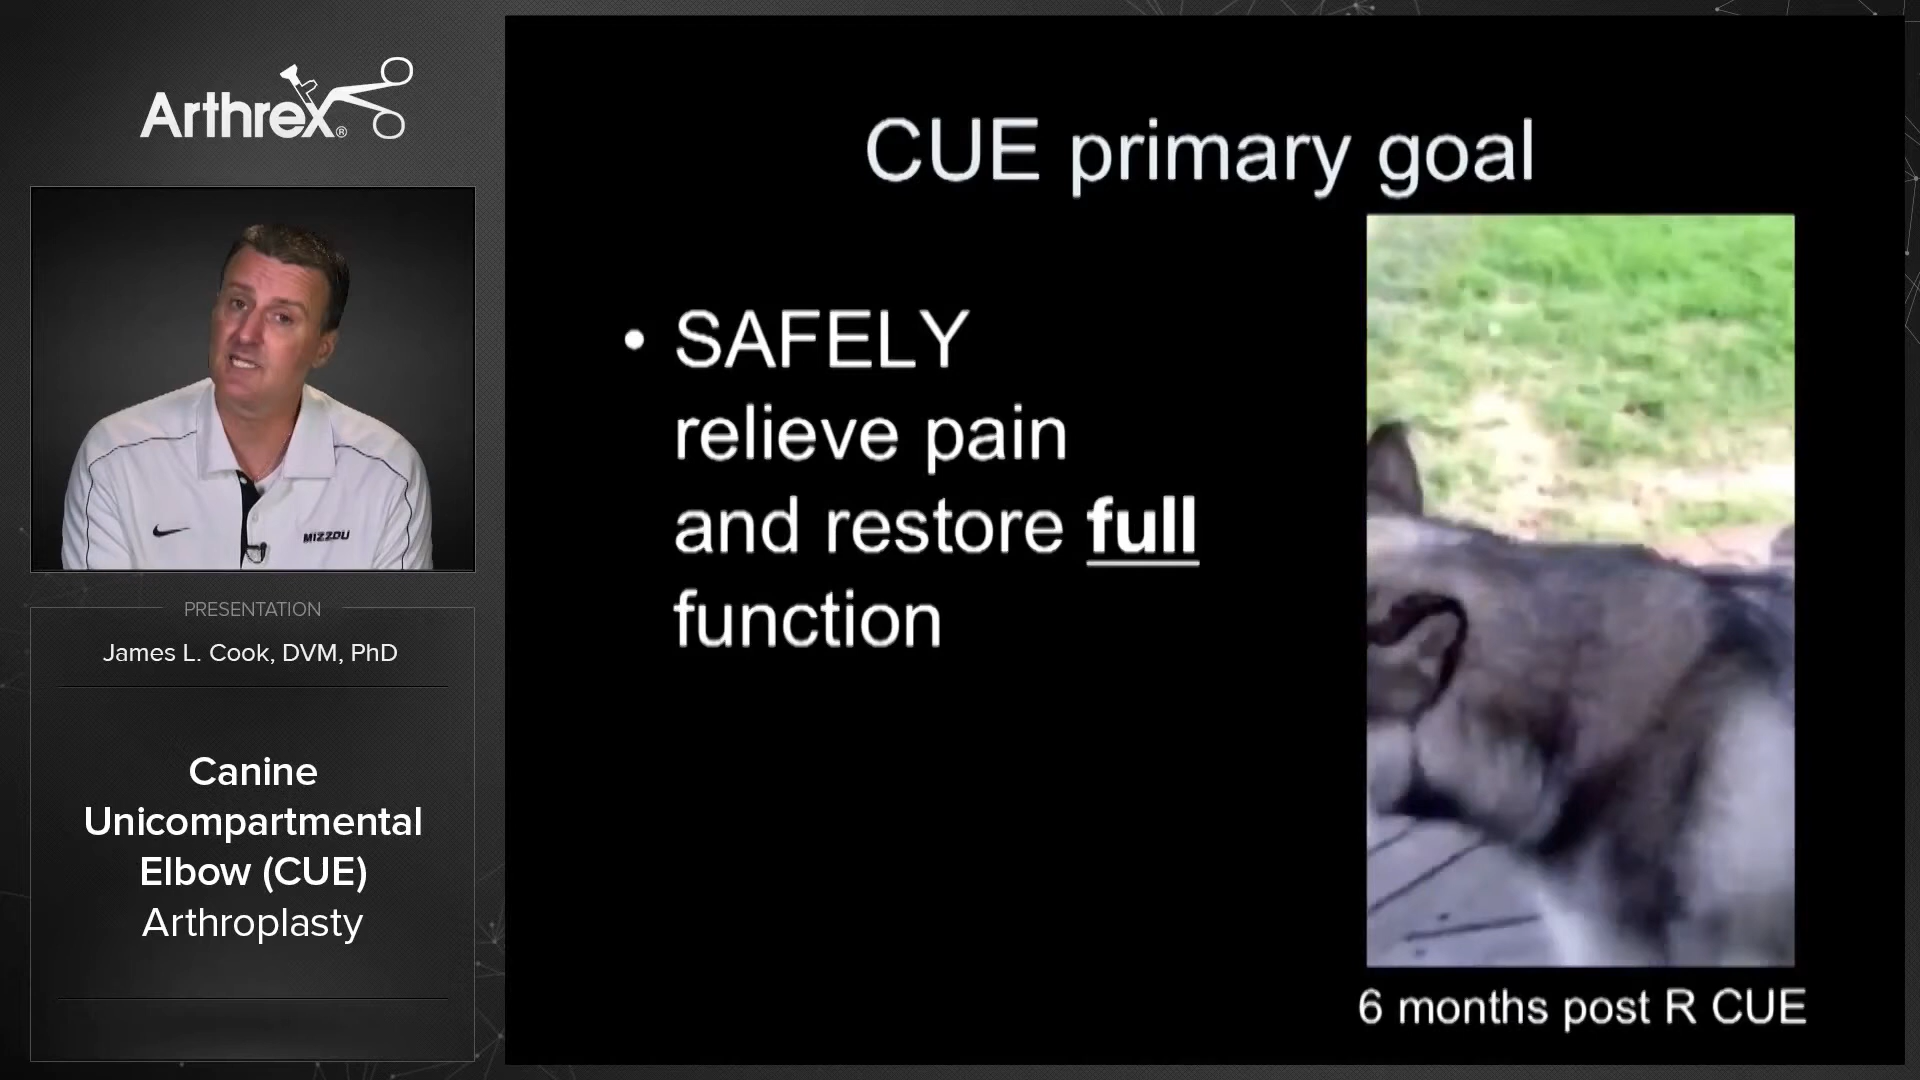 Arthrex®
MIZZOU
PRESENTATION
James L. Cook, DVM, PhD
Canine
Unicompartmental
Elbow (CUE)
Arthroplasty
CUE primary goal
• SAFELY
relieve pain
and restore full
function
6 months post R CUE